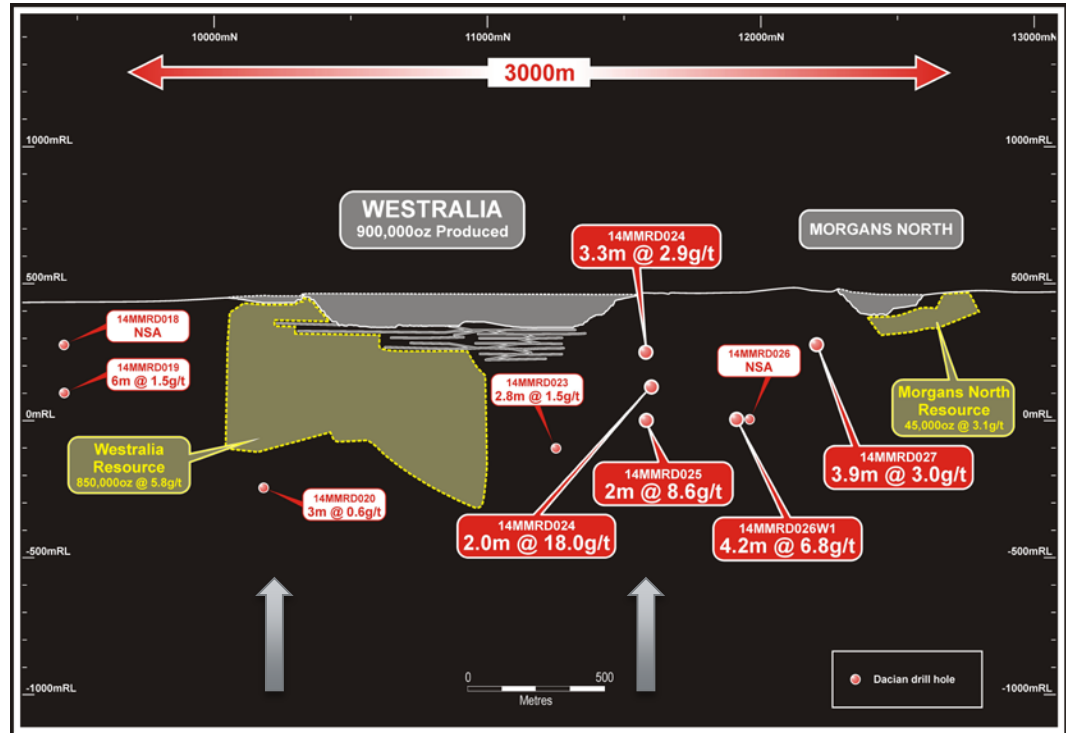 10000mN
11000mN
12000mN
13000mN
3000m
1000mRL
1000mRL
WESTRALIA
900,000oz Produced
MORGANS NORTH
14MMRD024
3.3m @ 2.9g/t
500mRL
500mRL
14MMRD018
NSA
14MMRD019
6m @ 1.5g/t
14MMRD023
2.8m @ 1.5g/t
14MMRD026
NSA
Morgans North
Resource
45,000oz @ 3.1g/t
0mRL
0mRL
Westralia
Resource
850,000oz @ 5.8g/t
14MMRD020
3m @ 0.6g/t
14MMRD025
2m @ 8.6g/t
14MMRD027
3.9m @ 3.0g/t
14MMRD024
2.0m @ 18.0g/t
14MMRD026W1
4.2m @ 6.8g/t
-500mRL
-500mRL
0
500
Metres
Dacian drill hole
-1000mRL
-1000mRL